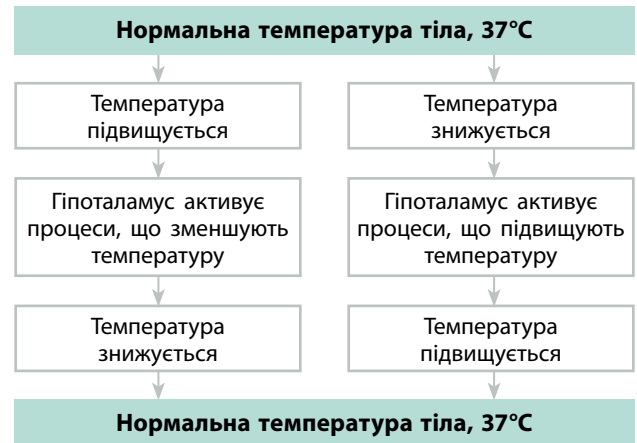 Нормальна температура тіла, 37°C
Температура
підвищується
Температура
знижується
Гіпоталамус активує
процеси, що зменшують
температуру
Гіпоталамус активує
процеси, що підвищують
температуру
Температура
знижується
Температура
підвищується
Нормальна температура тіла, 37°C